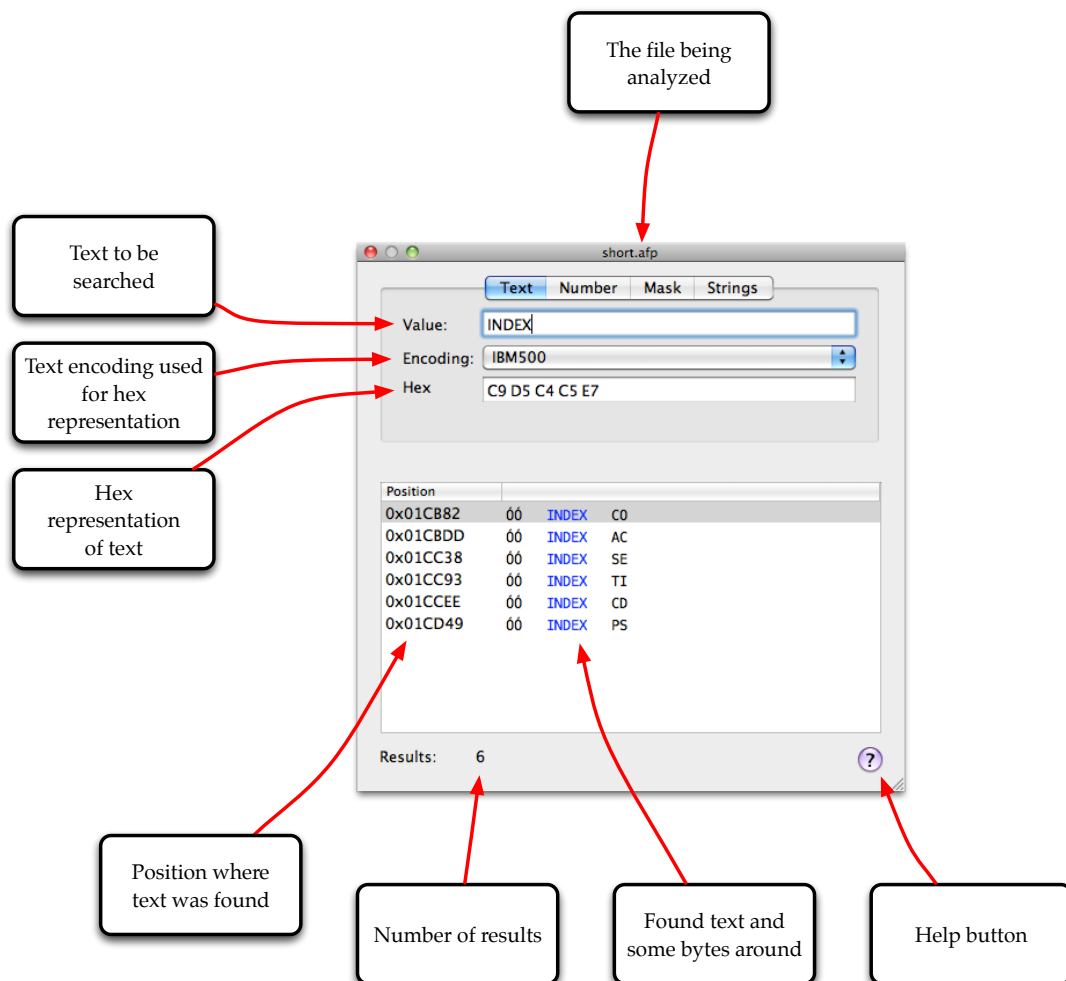 The file being
analyzed
Text to be
searched
Text encoding used
for hex
representation
Hex
representation
of text
short.afp
Text Number Mask Strings
Value: INDEX
Encoding: IBM500
Hex C9 D5 C4 C5 E7
Position
0x01CB82 óó INDEX CO
0x01CBDD óó INDEX AC
0x01CC38 óó INDEX SE
0x01CC93 óó INDEX TI
0x01CCEE óó INDEX CD
0x01CD49 óó INDEX PS
Results: 6
?
Position where
text was found
Number of results
Found text and
some bytes around
Help button